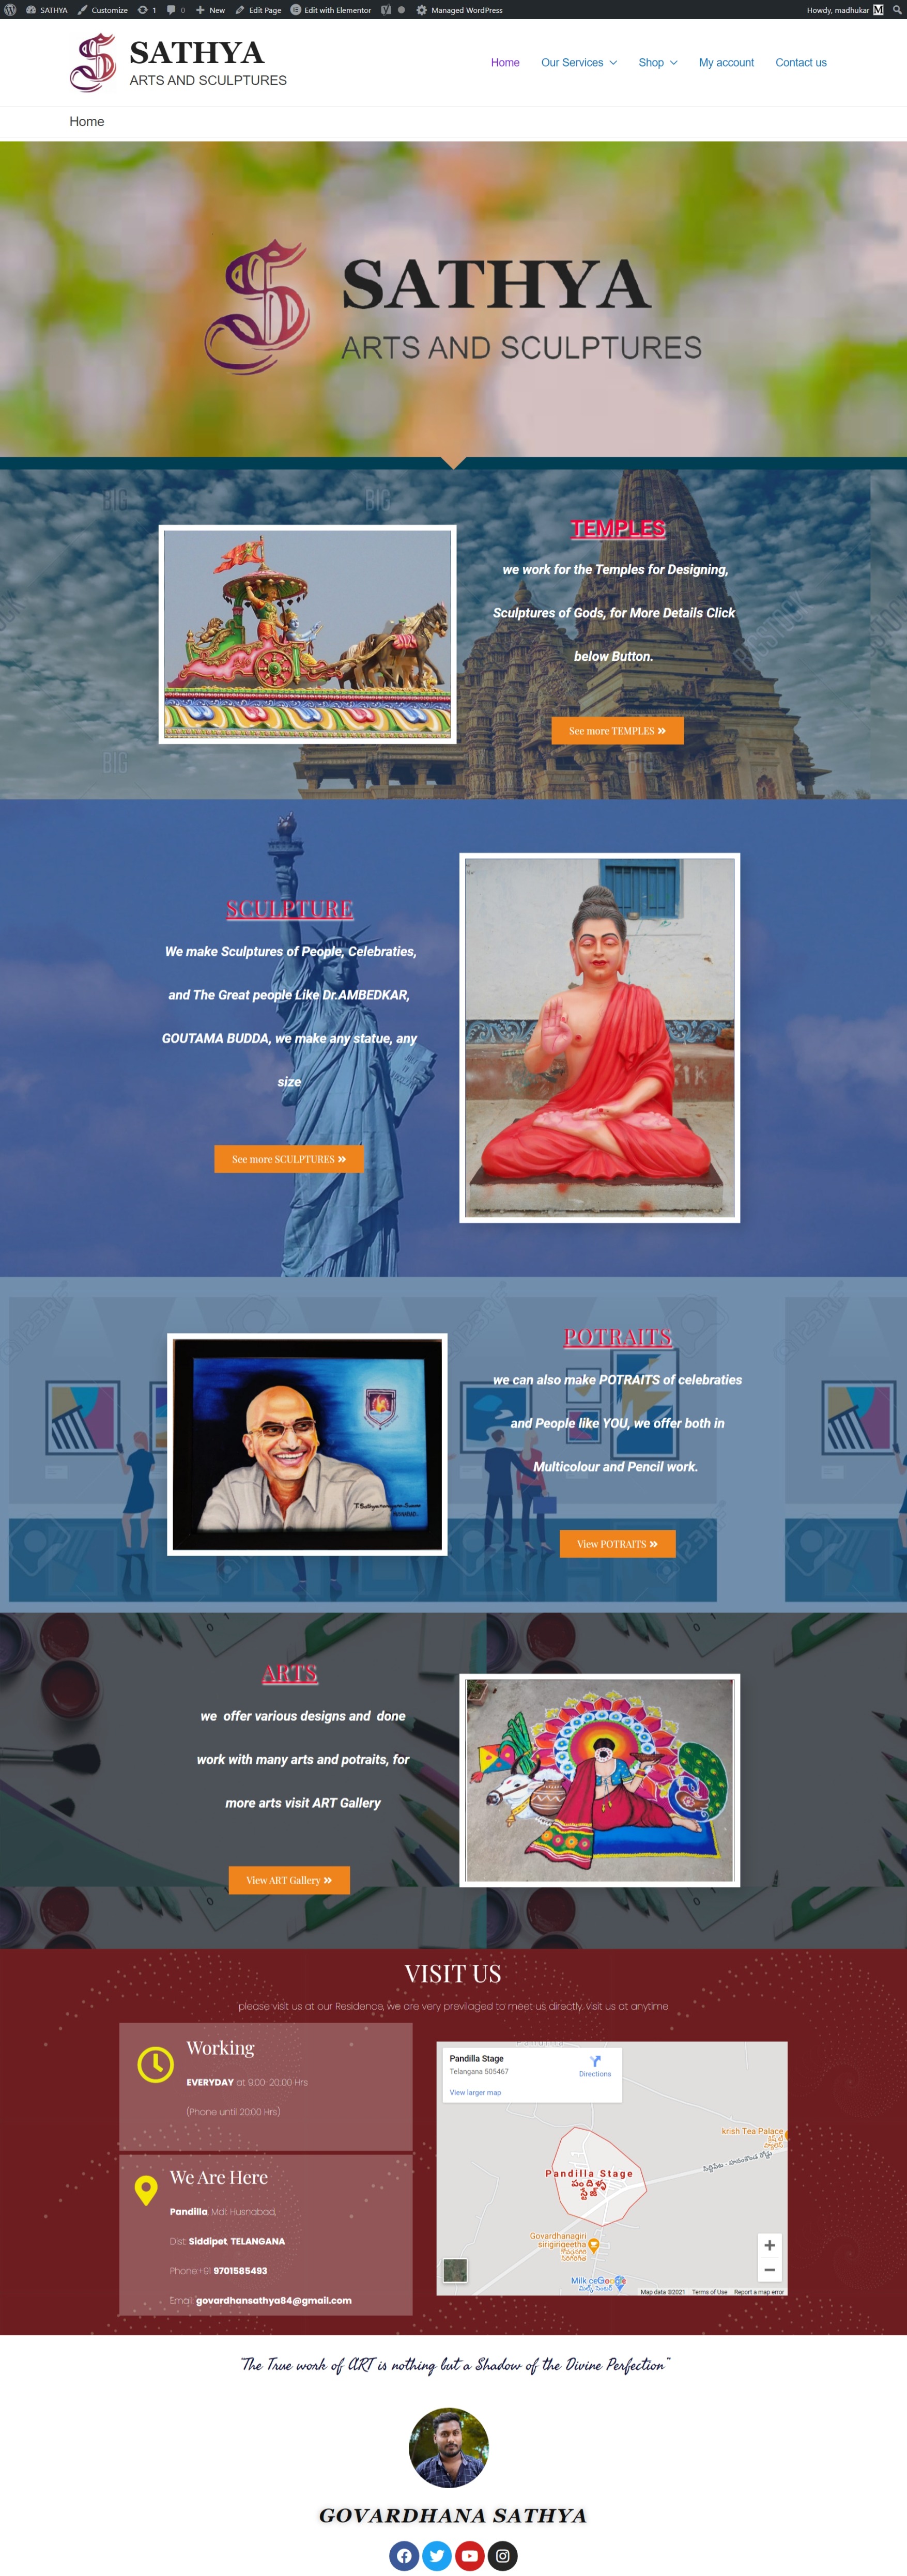 SATHYA Customize 1 0 New Edit Page Edit with Elementor Managed WordPress Howdy, madhukar
SATHYA
ARTS AND SCULPTURES
Home Our Services Shop My account Contact us
Home
SATHYA
ARTS AND SCULPTURES
BIG BIG
TEMPLES
we work for the Temples for Designing,
Sculptures of Gods, for More Details Click
below Button.
See more TEMPLES
BIG BIG
SCULPTURE
We make Sculptures of People, Celebraties,
and The Great people Like Dr.AMBEDKAR,
GOUTAMA BUDDA, we make any statue, any
size
See more SCULPTURES
POTRAITS
we can also make POTRAITS of celebraties
and People like YOU, we offer both in
Multicolour and Pencil work.
View POTRAITS
ARTS
we offer various designs and done
work with many arts and potraits, for
more arts visit ART Gallery
View ART Gallery
VISIT US
please visit us at our Residence, we are very previlaged to meet us directly. visit us at anytime
Working
EVERYDAY at 9:00-20:00 Hrs
(Phone until 20:00 Hrs)
We Are Here
Pandilla, Mdl. Husnabad,
Dist: Siddipet, TELANGANA
Phone:+91 9701585493
Email: govardhansathya84@gmail.com
Pandilla Stage
Telangana 505467
Directions
View larger map
krish Tea Palace
Pandilla Stage
పందిళ్ళ
స్టేజ్
Govardhanagiri
sirigirigeetha
Milk ce
Google
Map data ©2021 Terms of Use Report a map error
"The True work of ART is nothing but a Shadow of the Divine Perfection"
GOVARDHANA SATHYA